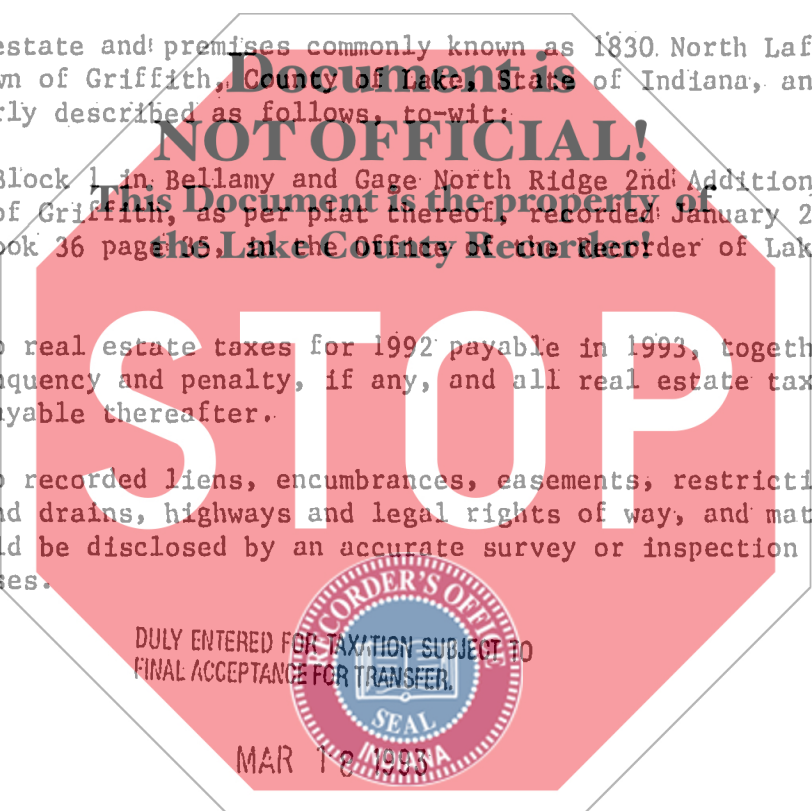 estate and premises commonly known as 1830 North Laf
wn of Griffith, County of Lake, State of Indiana, an
Document is
rly described as follows, to-wit:
NOT OFFICIAL!
Block 1 in Bellamy and Gage North Ridge 2nd Addition
This Document is the property of
of Griffith, as per plat thereof, recorded January 2
ok 36 page 35, in the Office of the Recorder of Lak
the Lake County Recorder!
STOP
o real estate taxes for 1992 payable in 1993, togeth
nquency and penalty, if any, and all real estate tax
yable thereafter.
o recorded liens, encumbrances, easements, restricti
nd drains, highways and legal rights of way, and mat
ld be disclosed by an accurate survey or inspection
ses.
RECORDER'S OFFICE
DULY ENTERED FOR TAXATION SUBJECT TO
FINAL ACCEPTANCE FOR TRANSFER.
SEAL
INDIANA
MAR 18 1993